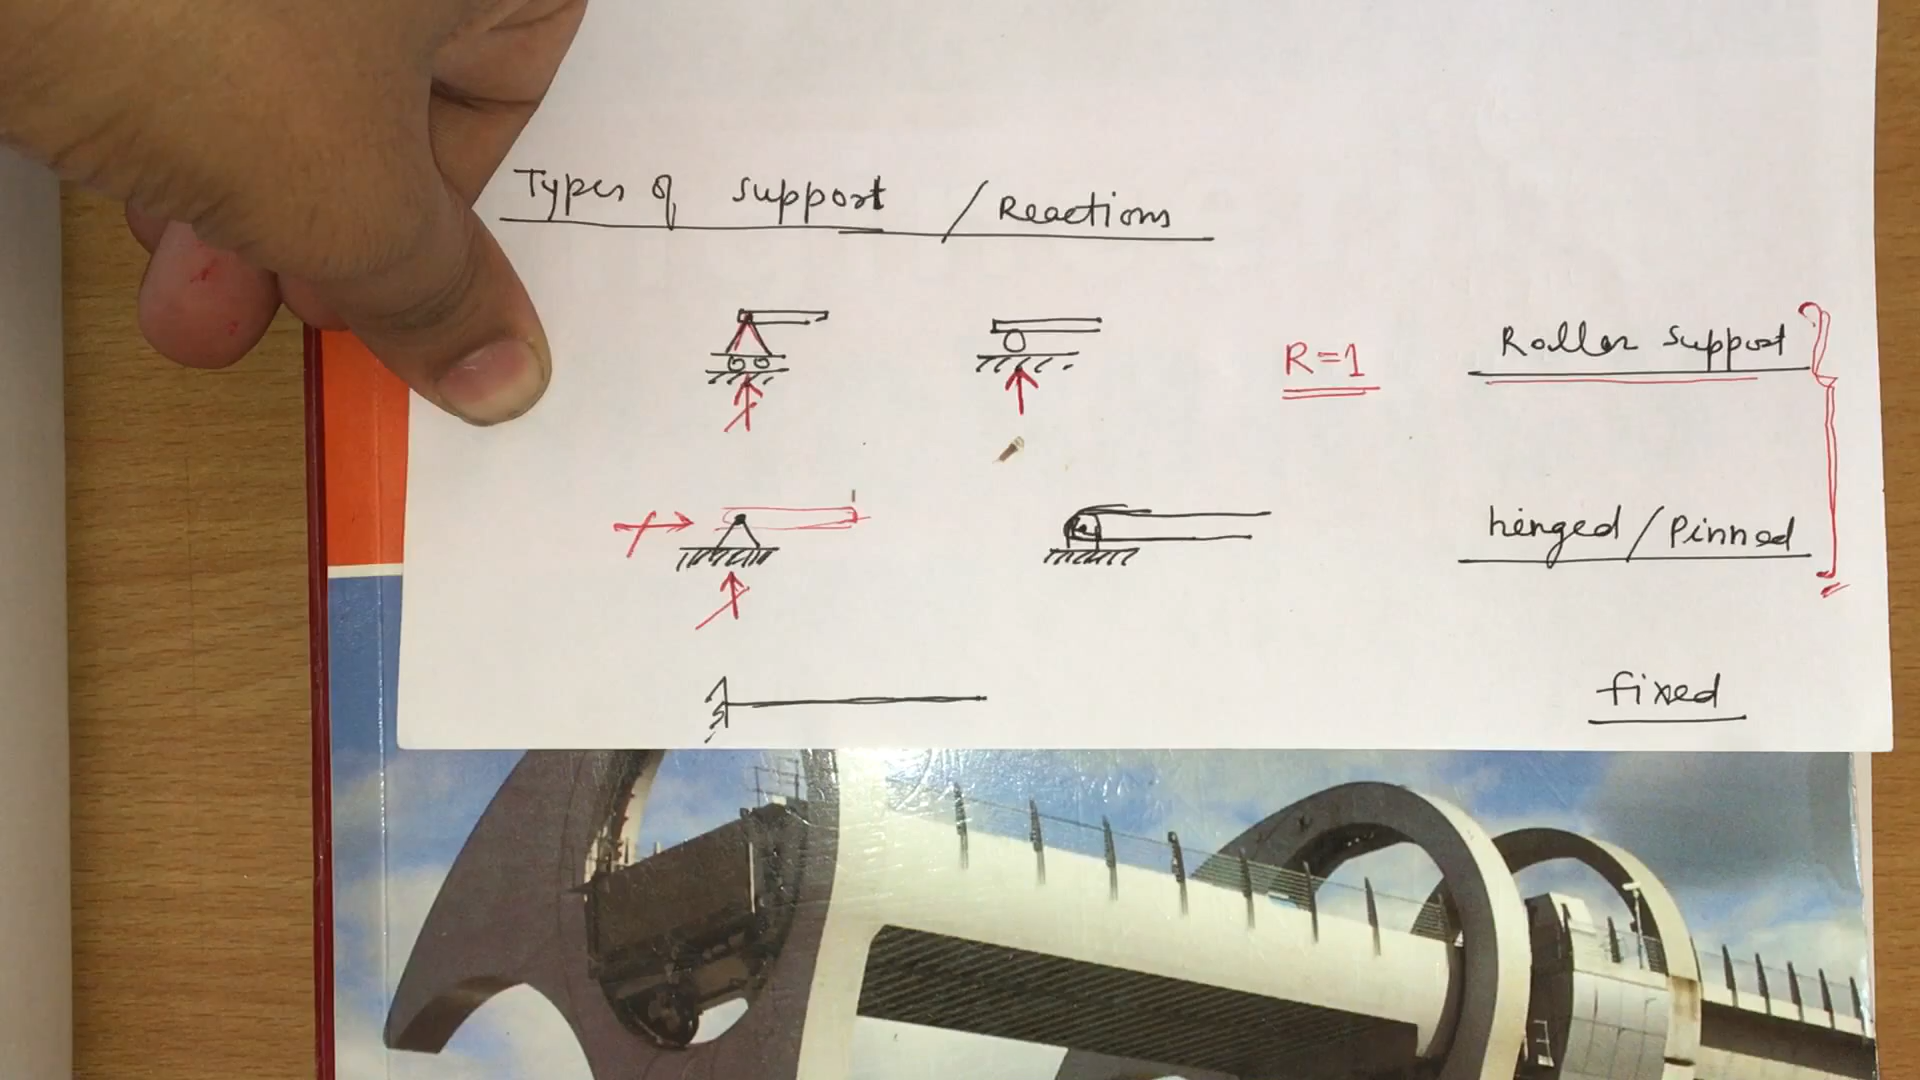 Types of support / Reactions
R=1
Roller support
hinged / Pinned
fixed